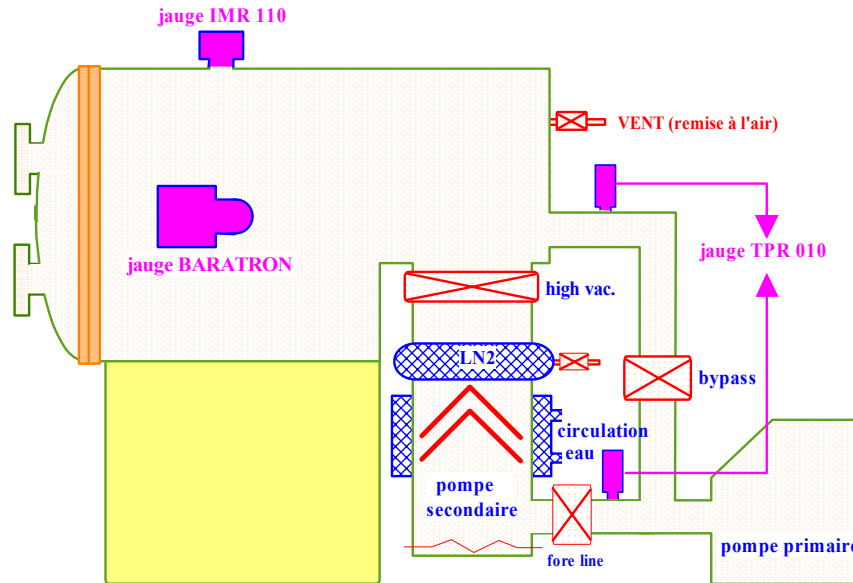 jauge IMR 110
VENT (remise à l'air)
jauge TPR 010
jauge BARATRON
high vac.
LN2
bypass
circulation
eau
pompe
secondaire
pompe primaire
fore line